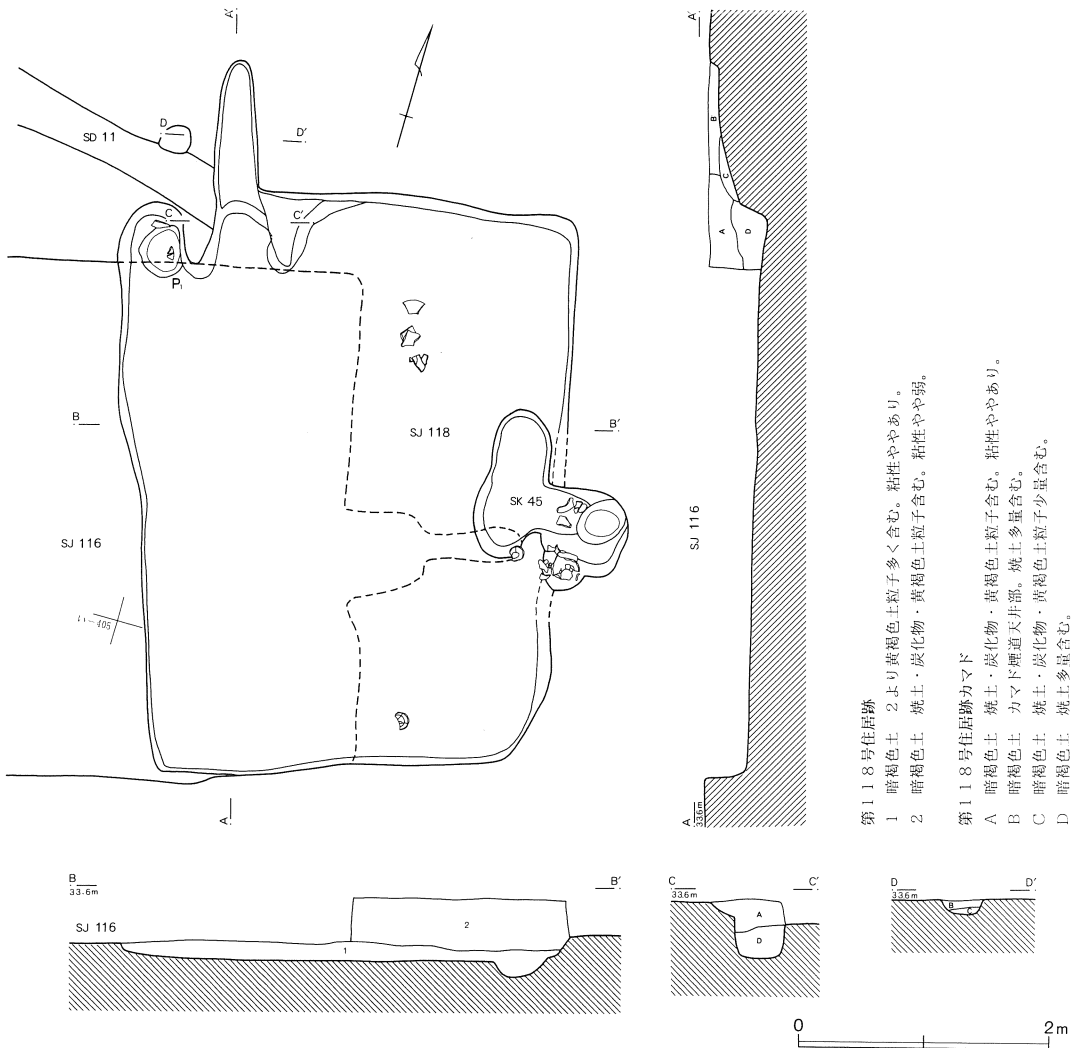 A'
SD 11
D
D'
C
C'
P₁
B
B'
SJ 118
SK 45
SJ 116
A
A'
B
C
A
D
SJ 116
A
33.6m
第118号住居跡
1 暗褐色土 2より黄褐色土粒子多く含む。粘性ややあり。
2 暗褐色土 焼土・炭化物・黄褐色土粒子含む。粘性やや弱。
第118号住居跡カマド
A 暗褐色土 焼土・炭化物・黄褐色土粒子含む。粘性ややあり。
B 暗褐色土 カマド煙道天井部。焼土多量含む。
C 暗褐色土 焼土・炭化物・黄褐色土粒子少量含む。
D 暗褐色土 焼土多量含む。
B
33.6m
B'
SJ 116
2
1
C
33.6m
C'
A
D
D
33.6m
D'
B
C
0
2m